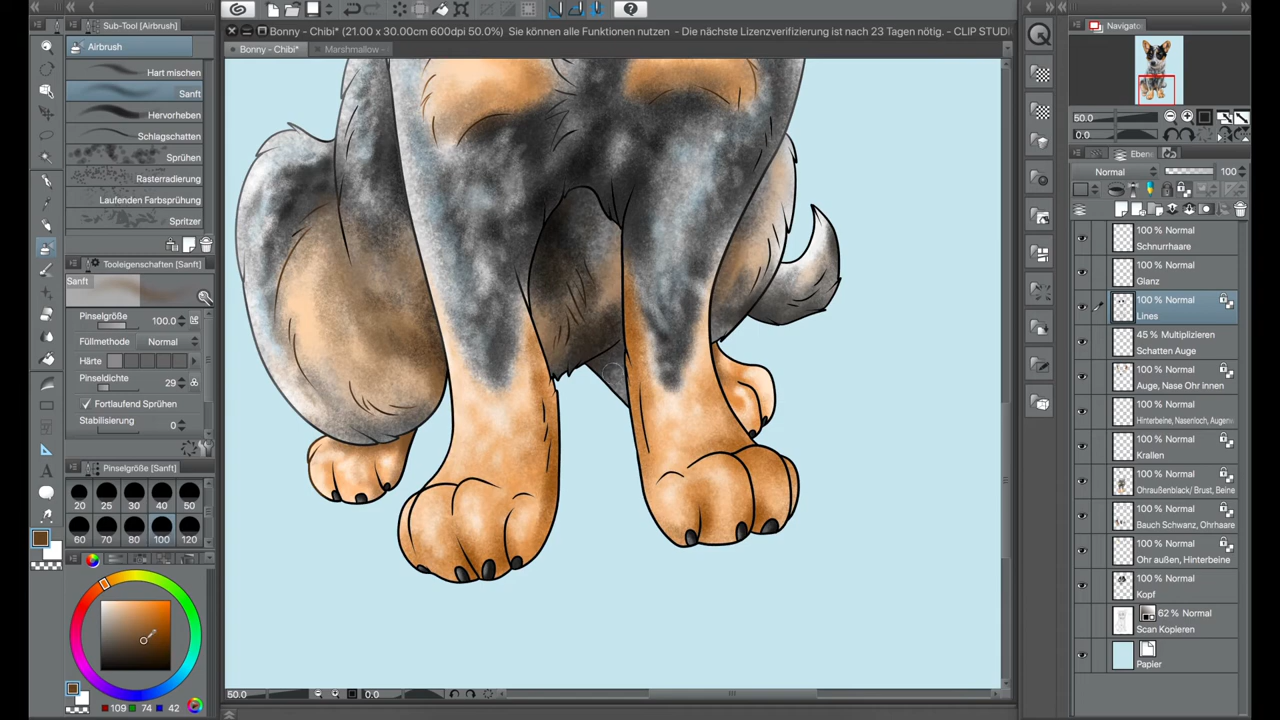 Sub-Tool [Airbrush]
Airbrush
Hart mischen
Sanft
Hervorheben
Schlagschatten
Sprühen
Rasterradierung
Laufenden Farbsprühung
Spritzer
Tooleigenschaften [Sanft]
Sanft
Pinselgröße 100.0
Füllmethode Normal
Härte
Pinseldichte 29
Fortlaufend Sprühen
Stabilisierung 0
Pinselgröße [Sanft]
20 25 30 40 50
60 70 80 100 120
109 74 42
Bonny - Chibi* (21.00 x 30.00cm 600dpi 50.0%) Sie können alle Funktionen nutzen - Die nächste Lizenzverifizierung ist nach 23 Tagen nötig. - CLIP STUDI
Bonny - Chibi*
Marshmallow -
50.0
0.0
Navigator
50.0
0.0
Ebene
Normal
100
100 % Normal
Schnurrhaare
100 % Normal
Glanz
100 % Normal
Lines
45 % Multiplizieren
Schatten Auge
100 % Normal
Auge, Nase Ohr innen
100 % Normal
Hinterbeine, Nasenloch, Augen
100 % Normal
Krallen
100 % Normal
Ohraußenblack/ Brust, Beine
100 % Normal
Bauch Schwanz, Ohrhaare
100 % Normal
Ohr außen, Hinterbeine
100 % Normal
Kopf
62 % Normal
Scan Kopieren
Papier